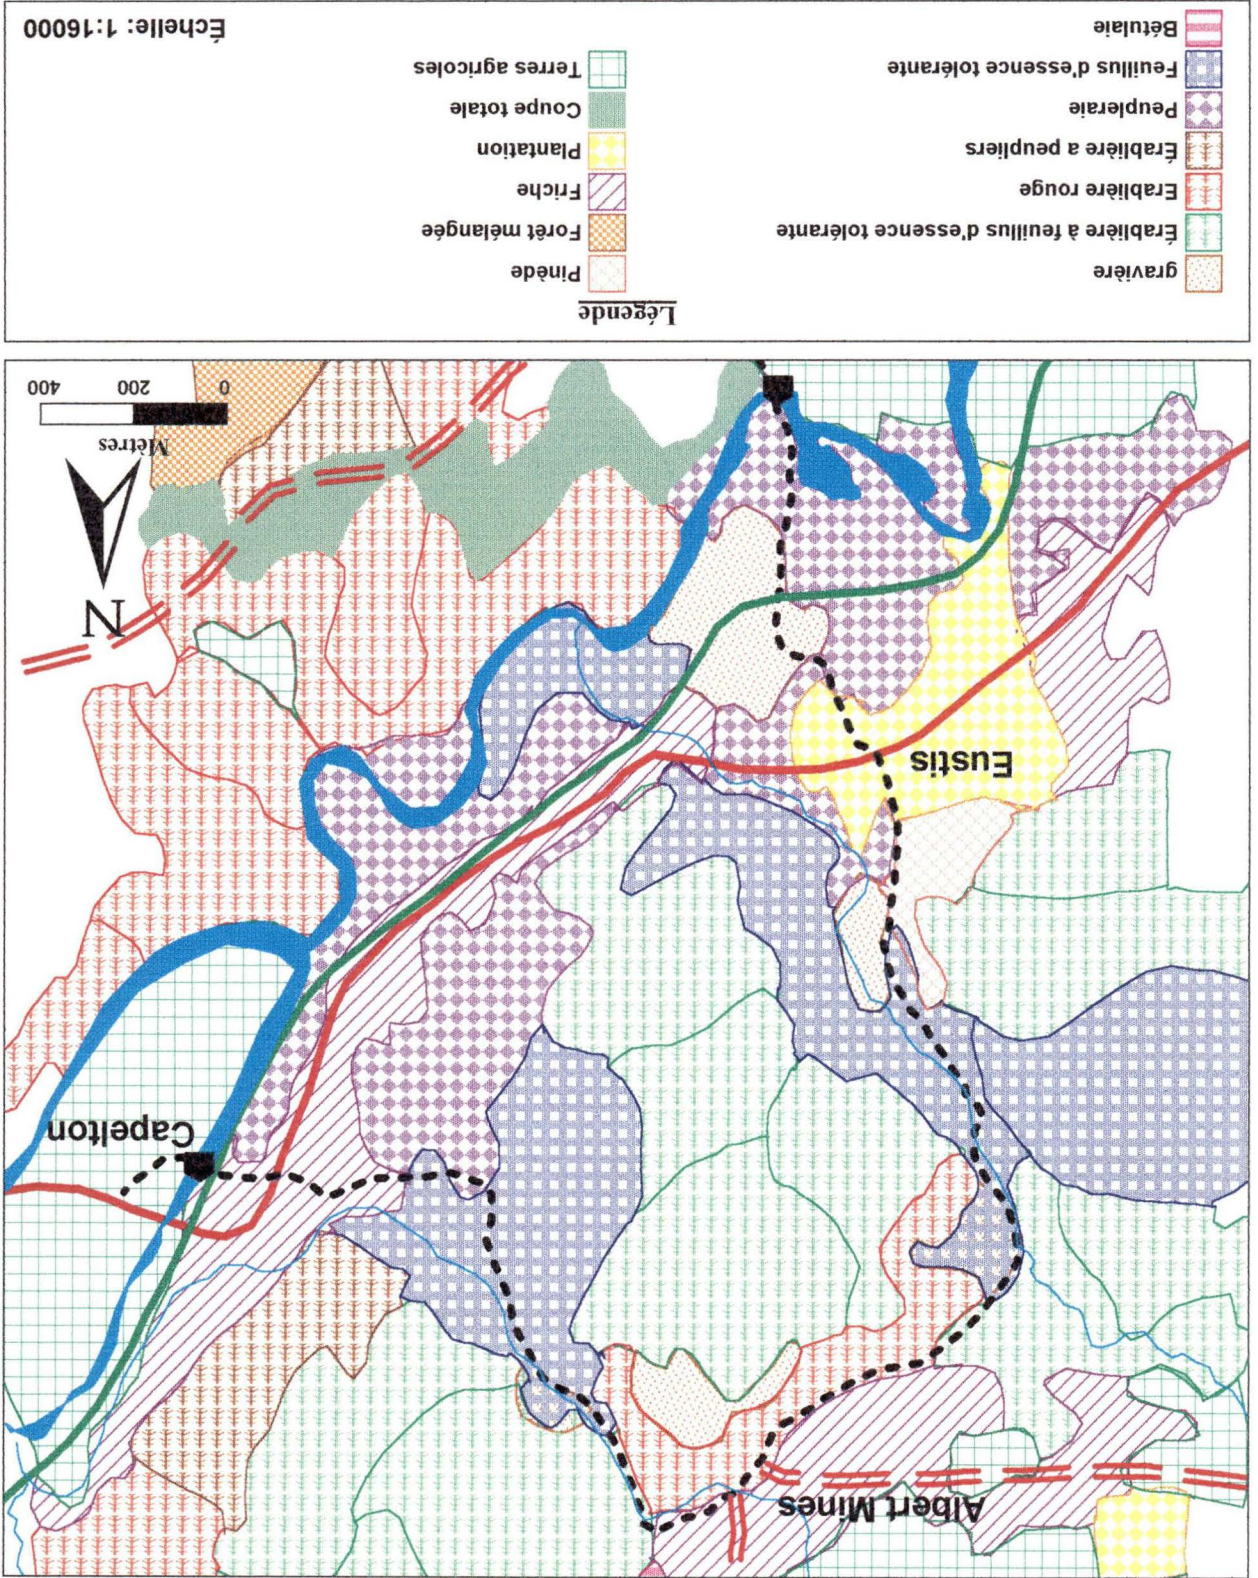 Albert Mines
Capelton
Eustis
N
Mètres
0 200 400
Légende
gravière
Érablière à feuillus d'essence tolérante
Erablière rouge
Érablière a peupliers
Peupleraie
Feuillus d'essence tolérante
Bétulaie
Pinède
Forêt mélangée
Friche
Plantation
Coupe totale
Terres agricoles
Échelle: 1:16000